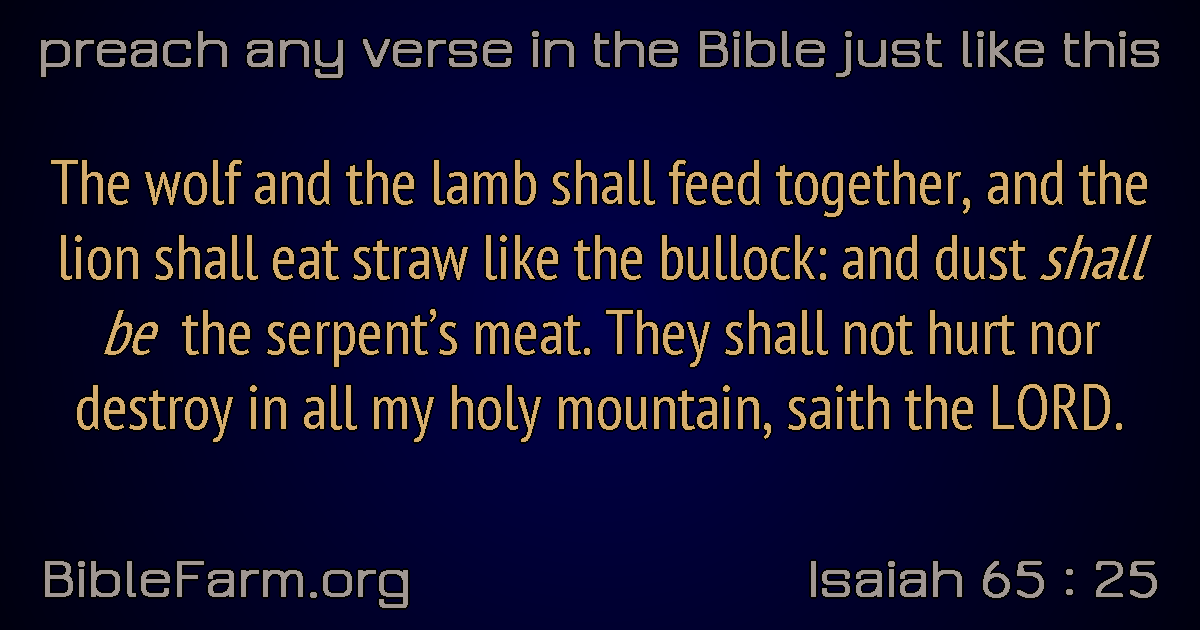 preach any verse in the Bible just like this
The wolf and the lamb shall feed together, and the
lion shall eat straw like the bullock: and dust shall
be the serpent’s meat. They shall not hurt nor
destroy in all my holy mountain, saith the LORD.
BibleFarm.org
Isaiah 65 : 25